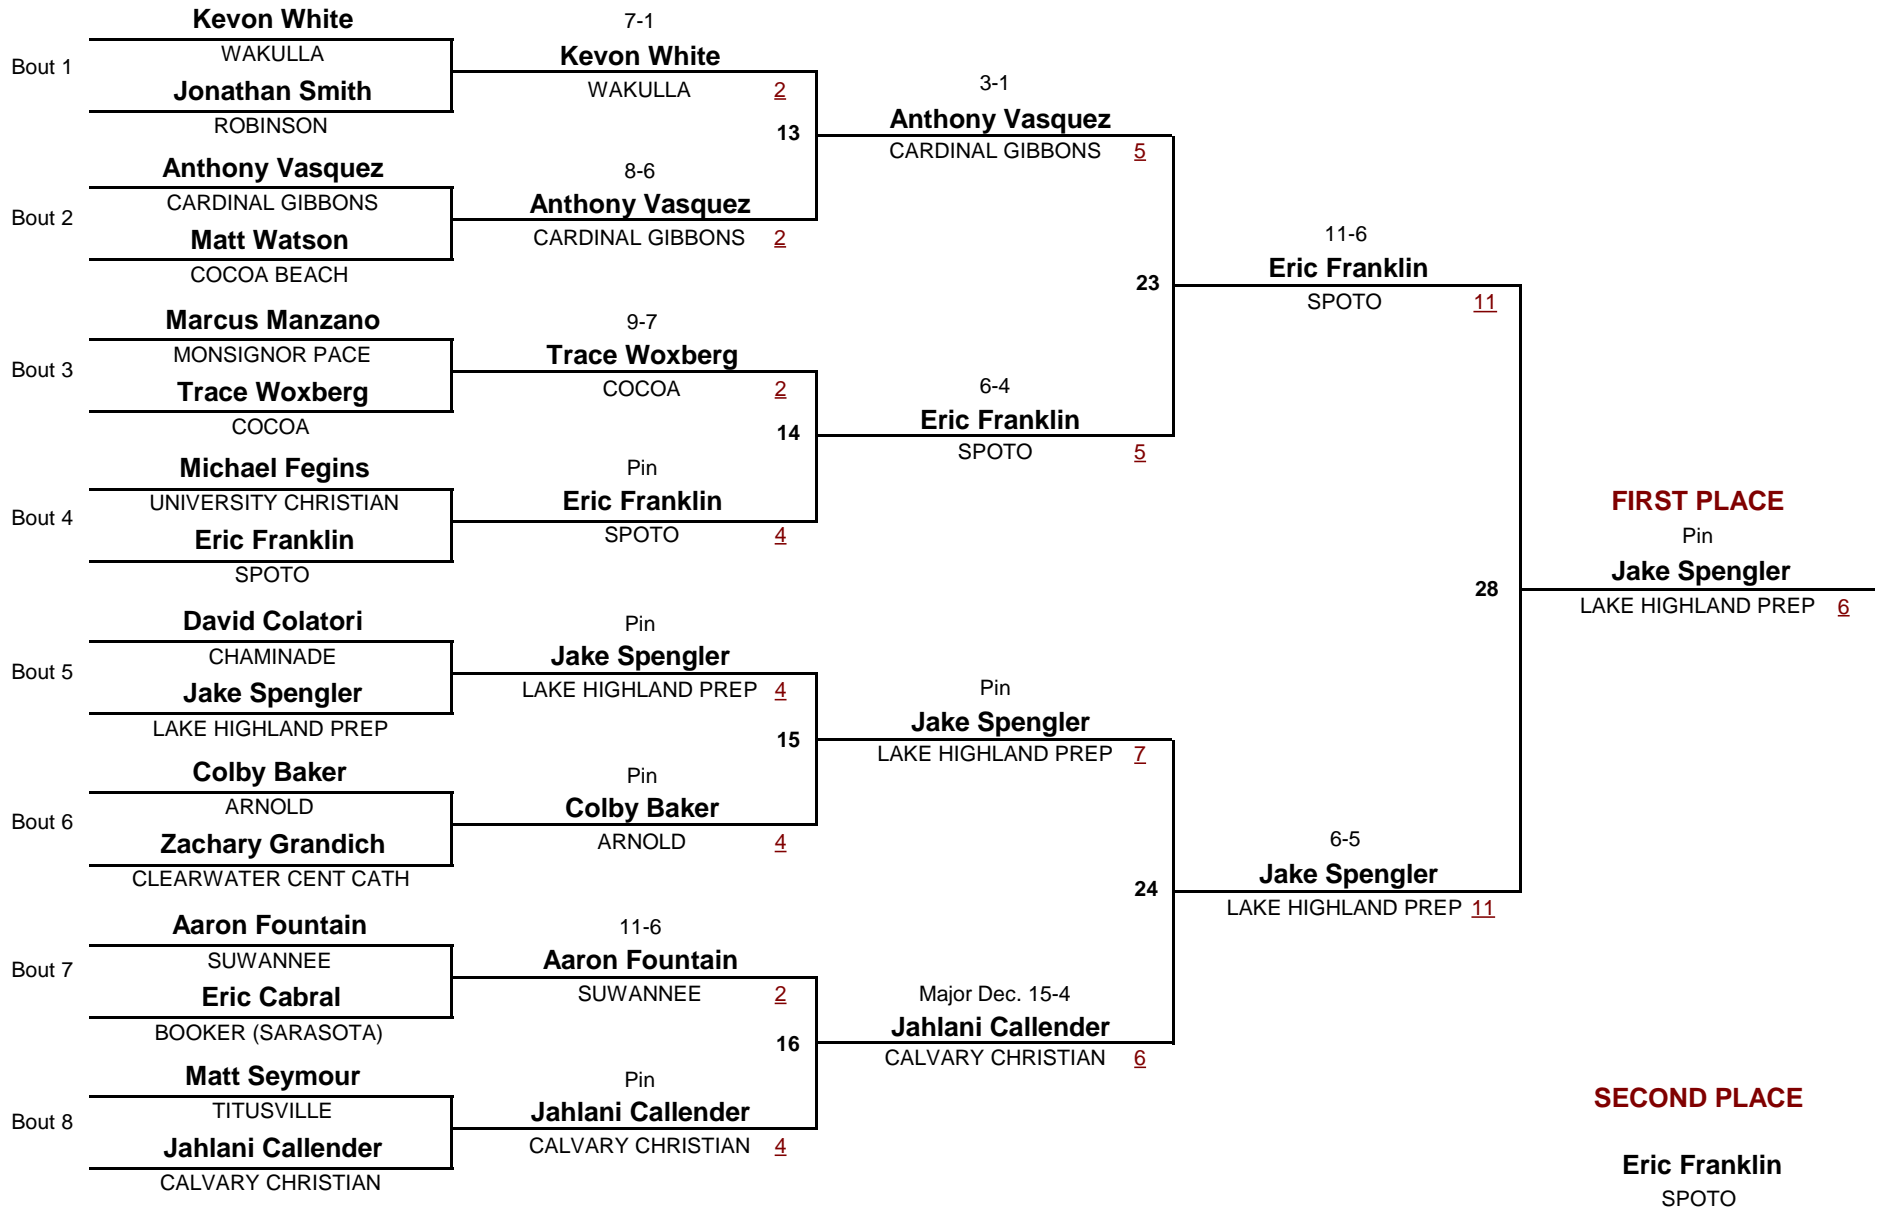 Kevon White
Bout 1
WAKULLA
Jonathan Smith
ROBINSON
Anthony Vasquez
Bout 2
CARDINAL GIBBONS
Matt Watson
COCOA BEACH
Marcus Manzano
Bout 3
MONSIGNOR PACE
Trace Woxberg
COCOA
Michael Fegins
Bout 4
UNIVERSITY CHRISTIAN
Eric Franklin
SPOTO
David Colatori
Bout 5
CHAMINADE
Jake Spengler
LAKE HIGHLAND PREP
Colby Baker
Bout 6
ARNOLD
Zachary Grandich
CLEARWATER CENT CATH
Aaron Fountain
Bout 7
SUWANNEE
Eric Cabral
BOOKER (SARASOTA)
Matt Seymour
Bout 8
TITUSVILLE
Jahlani Callender
CALVARY CHRISTIAN
7-1
Kevon White
WAKULLA 2
13
8-6
Anthony Vasquez
CARDINAL GIBBONS 2
9-7
Trace Woxberg
COCOA 2
14
Pin
Eric Franklin
SPOTO 4
Pin
Jake Spengler
LAKE HIGHLAND PREP 4
15
Pin
Colby Baker
ARNOLD 4
11-6
Aaron Fountain
SUWANNEE 2
16
Pin
Jahlani Callender
CALVARY CHRISTIAN 4
3-1
Anthony Vasquez
CARDINAL GIBBONS 5
23
6-4
Eric Franklin
SPOTO 5
Pin
Jake Spengler
LAKE HIGHLAND PREP 7
24
Major Dec. 15-4
Jahlani Callender
CALVARY CHRISTIAN 6
11-6
Eric Franklin
SPOTO 11
28
6-5
Jake Spengler
LAKE HIGHLAND PREP 11
FIRST PLACE
Pin
Jake Spengler
LAKE HIGHLAND PREP 6
SECOND PLACE
Eric Franklin
SPOTO